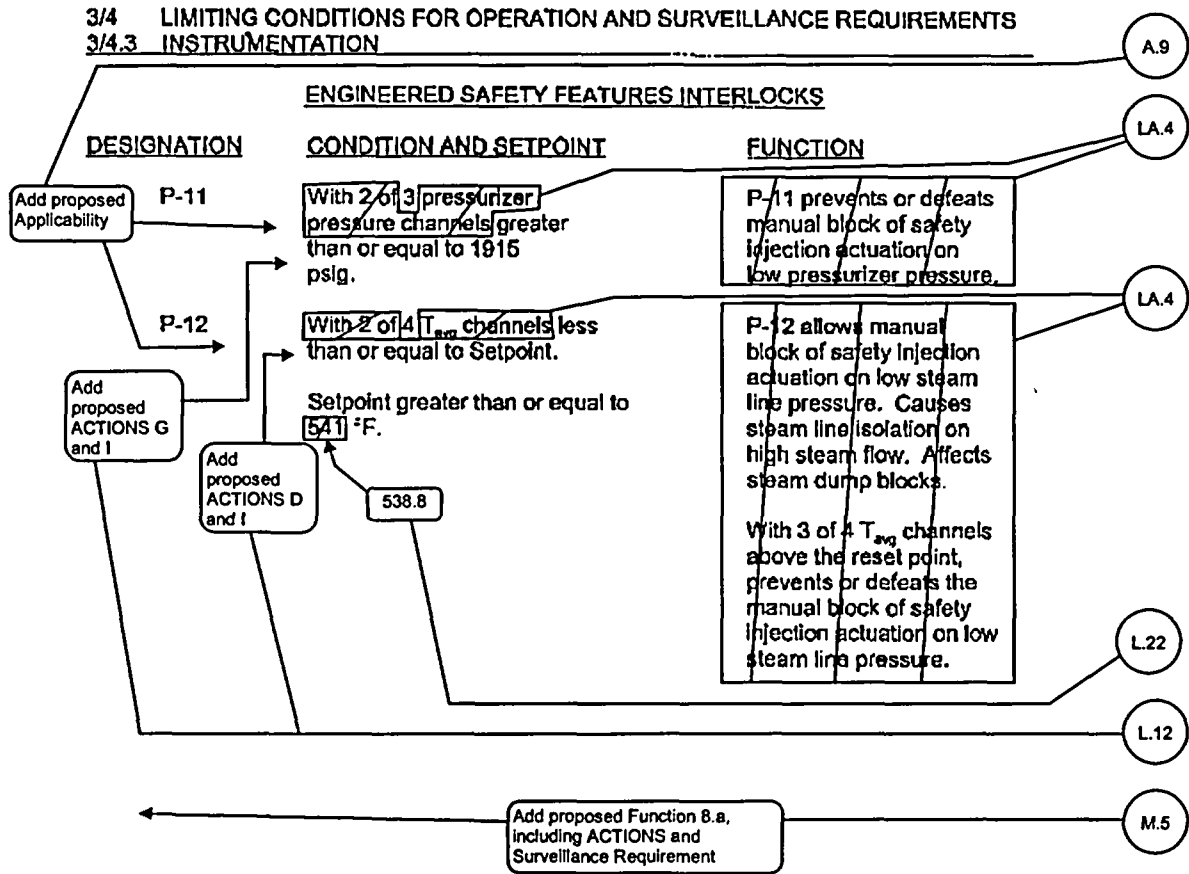 3/4 LIMITING CONDITIONS FOR OPERATION AND SURVEILLANCE REQUIREMENTS
3/4.3 INSTRUMENTATION
A.9
ENGINEERED SAFETY FEATURES INTERLOCKS
LA.4
DESIGNATION CONDITION AND SETPOINT FUNCTION
Add proposed
Applicability
P-11
With 2 of 3 pressurizer
pressure channels greater
than or equal to 1915
psig.
P-11 prevents or defeats
manual block of safety
injection actuation on
low pressurizer pressure.
LA.4
P-12
With 2 of 4 Tavg channels less
than or equal to Setpoint.
Setpoint greater than or equal to
541 °F.
P-12 allows manual
block of safety injection
actuation on low steam
line pressure. Causes
steam line isolation on
high steam flow. Affects
steam dump blocks.
With 3 of 4 Tavg channels
above the reset point,
prevents or defeats the
manual block of safety
injection actuation on low
steam line pressure.
Add
proposed
ACTIONS G
and I
Add
proposed
ACTIONS D
and I
538.8
L.22
L.12
Add proposed Function 8.a,
including ACTIONS and
Surveillance Requirement
M.5